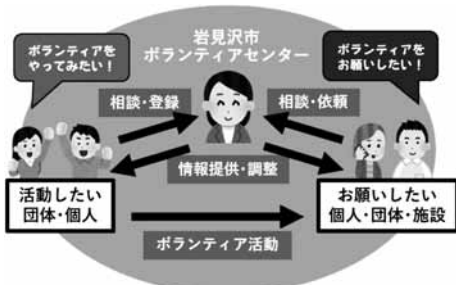 岩見沢市
ボランティアセンター
ボランティアを
やってみたい!
ボランティアを
お願いしたい!
相談・登録
相談・依頼
情報提供・調整
活動したい
団体・個人
お願いしたい
個人・団体・施設
ボランティア活動